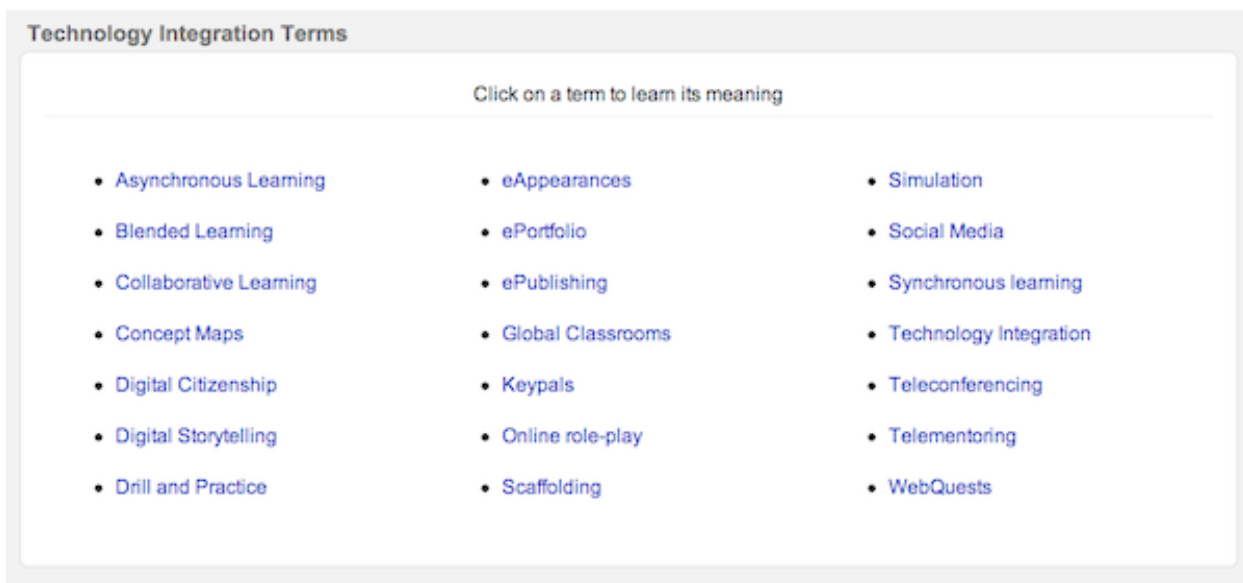 Technology Integration Terms
Click on a term to learn its meaning
• Asynchronous Learning
• Blended Learning
• Collaborative Learning
• Concept Maps
• Digital Citizenship
• Digital Storytelling
• Drill and Practice
• eAppearances
• ePortfolio
• ePublishing
• Global Classrooms
• Keypals
• Online role-play
• Scaffolding
• Simulation
• Social Media
• Synchronous learning
• Technology Integration
• Teleconferencing
• Telementoring
• WebQuests